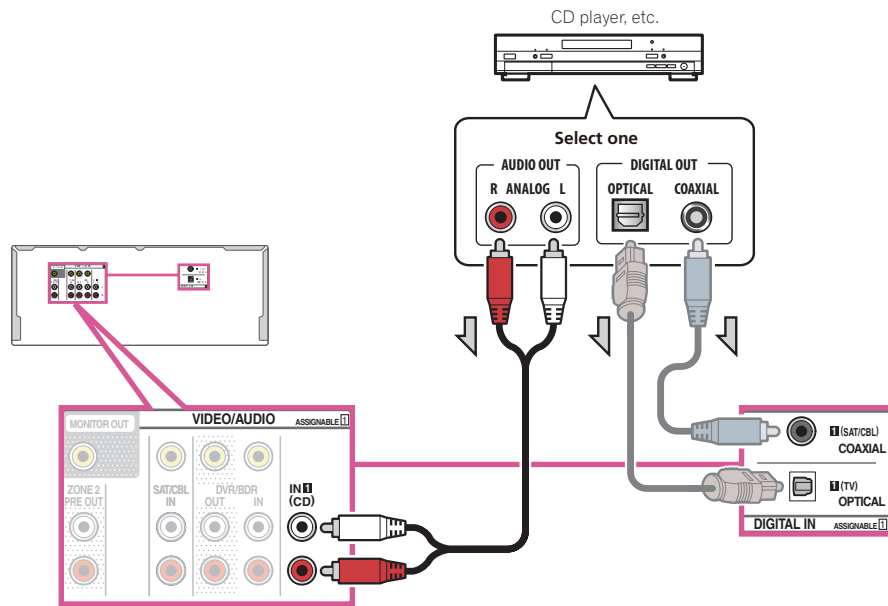 CD player, etc.
Select one
AUDIO OUT
R ANALOG L
DIGITAL OUT
OPTICAL COAXIAL
MONITOR OUT
VIDEO/AUDIO ASSIGNABLE 1
ZONE 2
PRE OUT
SAT/CBL
IN
DVR/BDR
OUT IN
IN 1
(CD)
1 (SAT/CBL)
COAXIAL
1 (TV)
OPTICAL
DIGITAL IN ASSIGNABLE 1